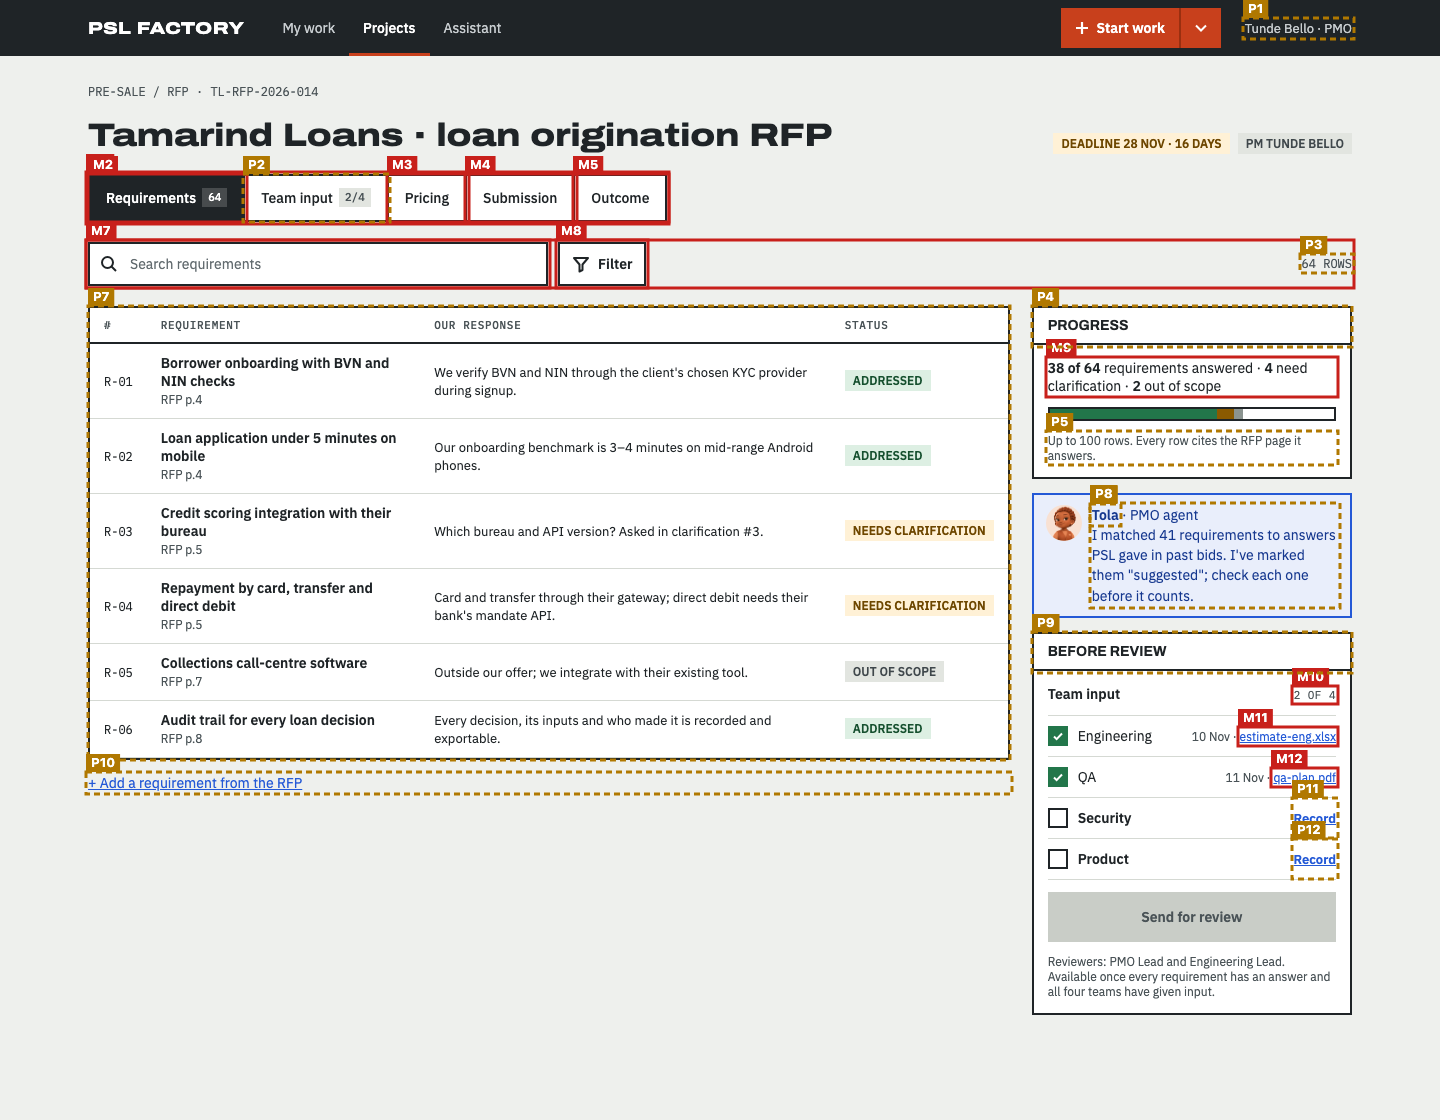 PSL FACTORY
My work
Projects
Assistant
Start work
P1
Tunde Bello · PMO
PRE-SALE / RFP · TL-RFP-2026-014
Tamarind Loans · loan origination RFP
DEADLINE 28 NOV · 16 DAYS
PM TUNDE BELLO
M2
P2
M3
M4
M5
Requirements 64
Team input 2/4
Pricing
Submission
Outcome
M7
M8
P3
Search requirements
Filter
64 ROWS
P7
# REQUIREMENT OUR RESPONSE STATUS
R-01
Borrower onboarding with BVN and
NIN checks
RFP p.4
We verify BVN and NIN through the client's chosen KYC provider
during signup.
ADDRESSED
R-02
Loan application under 5 minutes on
mobile
RFP p.4
Our onboarding benchmark is 3–4 minutes on mid-range Android
phones.
ADDRESSED
R-03
Credit scoring integration with their
bureau
RFP p.5
Which bureau and API version? Asked in clarification #3.
NEEDS CLARIFICATION
R-04
Repayment by card, transfer and
direct debit
RFP p.5
Card and transfer through their gateway; direct debit needs their
bank's mandate API.
NEEDS CLARIFICATION
R-05
Collections call-centre software
RFP p.7
Outside our offer; we integrate with their existing tool.
OUT OF SCOPE
R-06
Audit trail for every loan decision
RFP p.8
Every decision, its inputs and who made it is recorded and
exportable.
ADDRESSED
P10
+ Add a requirement from the RFP
P4
PROGRESS
M9
38 of 64 requirements answered · 4 need
clarification · 2 out of scope
P5
Up to 100 rows. Every row cites the RFP page it
answers.
P8
Tola · PMO agent
I matched 41 requirements to answers
PSL gave in past bids. I've marked
them "suggested"; check each one
before it counts.
P9
BEFORE REVIEW
M10
Team input 2 OF 4
M11
Engineering 10 Nov · estimate-eng.xlsx
M12
QA 11 Nov · qa-plan.pdf
P11
Security Record
P12
Product Record
Send for review
Reviewers: PMO Lead and Engineering Lead.
Available once every requirement has an answer and
all four teams have given input.